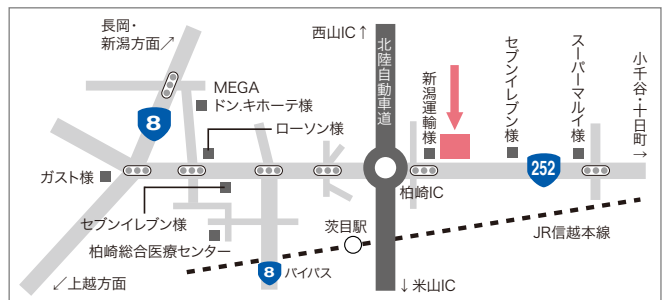 長岡・
新潟方面↗
西山IC↑
北陸自動車道
新潟運輸様
セブンイレブン様
スーパーマルイ様
小千谷・十日町→
MEGA
ドン.キホーテ様
8
ローソン様
ガスト様
252
柏崎IC
セブンイレブン様
茨目駅
柏崎総合医療センター
JR信越本線
8 バイパス
↙上越方面
↓米山IC